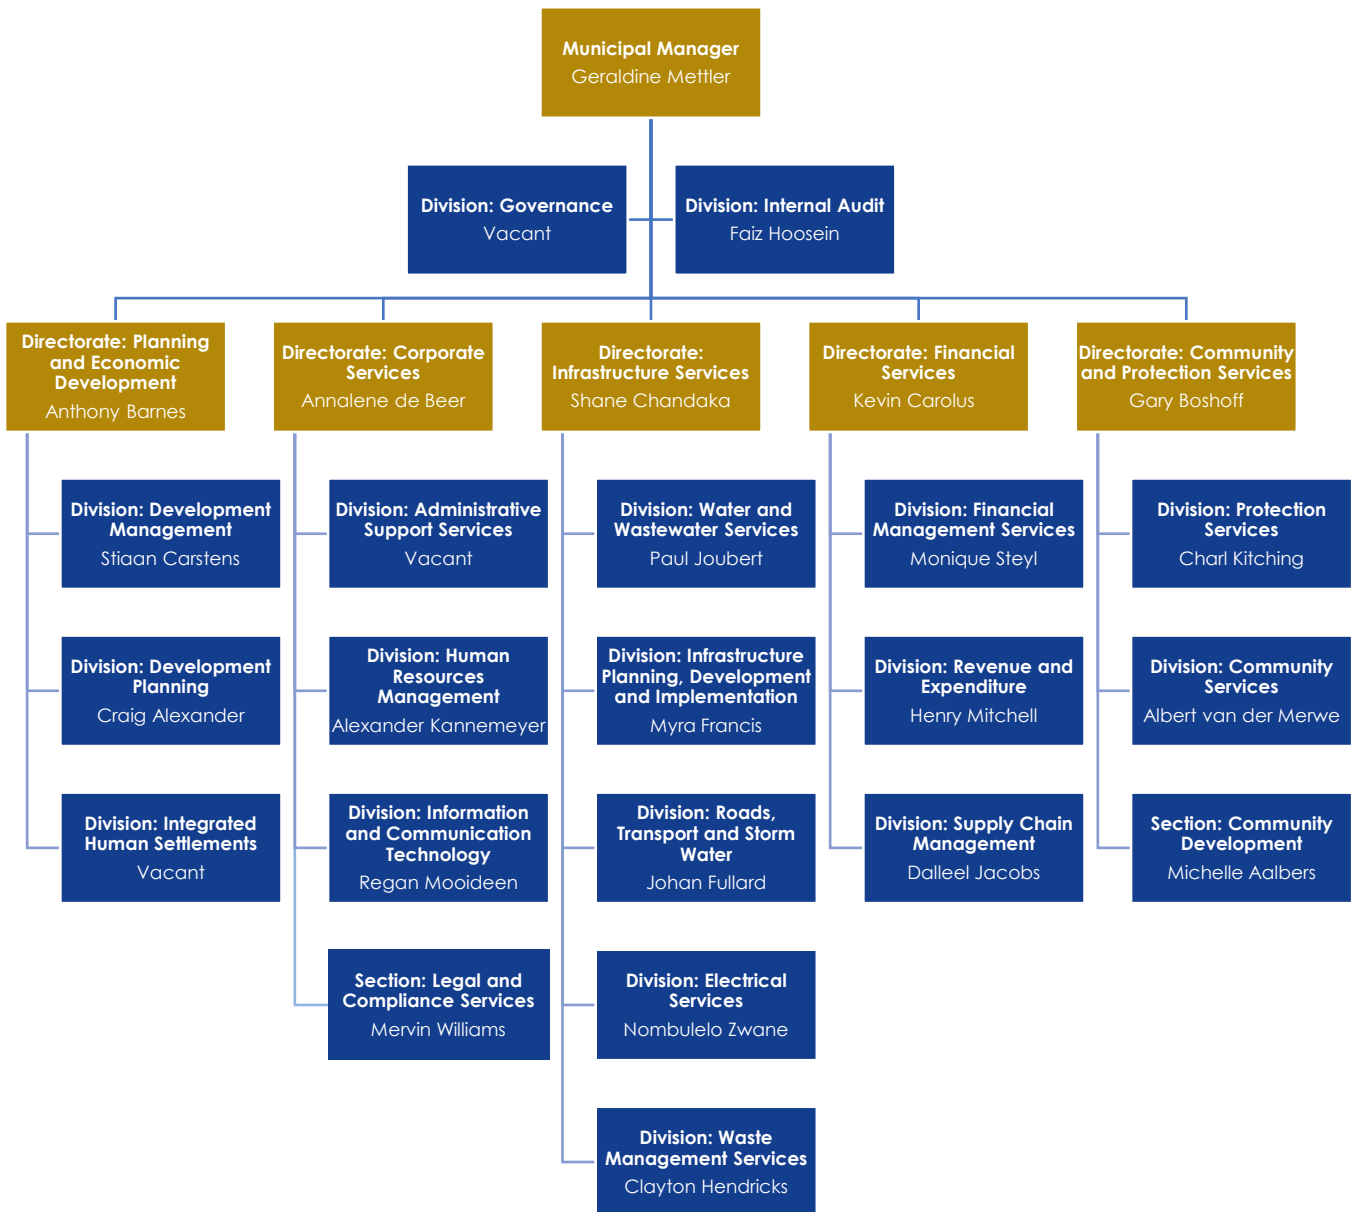 Municipal Manager
Geraldine Mettler
Division: Governance
Vacant
Division: Internal Audit
Faiz Hoosein
Directorate: Planning
and Economic
Development
Anthony Barnes
Directorate: Corporate
Services
Annalene de Beer
Directorate:
Infrastructure Services
Shane Chandaka
Directorate: Financial
Services
Kevin Carolus
Directorate: Community
and Protection Services
Gary Boshoff
Division: Development
Management
Stiaan Carstens
Division: Administrative
Support Services
Vacant
Division: Water and
Wastewater Services
Paul Joubert
Division: Financial
Management Services
Monique Steyl
Division: Protection
Services
Charl Kitching
Division: Development
Planning
Craig Alexander
Division: Human
Resources
Management
Alexander Kannemeyer
Division: Infrastructure
Planning, Development
and Implementation
Myra Francis
Division: Revenue and
Expenditure
Henry Mitchell
Division: Community
Services
Albert van der Merwe
Division: Integrated
Human Settlements
Vacant
Division: Information
and Communication
Technology
Regan Mooideen
Division: Roads,
Transport and Storm
Water
Johan Fullard
Division: Supply Chain
Management
Dalleel Jacobs
Section: Community
Development
Michelle Aalbers
Section: Legal and
Compliance Services
Mervin Williams
Division: Electrical
Services
Nombulelo Zwane
Division: Waste
Management Services
Clayton Hendricks